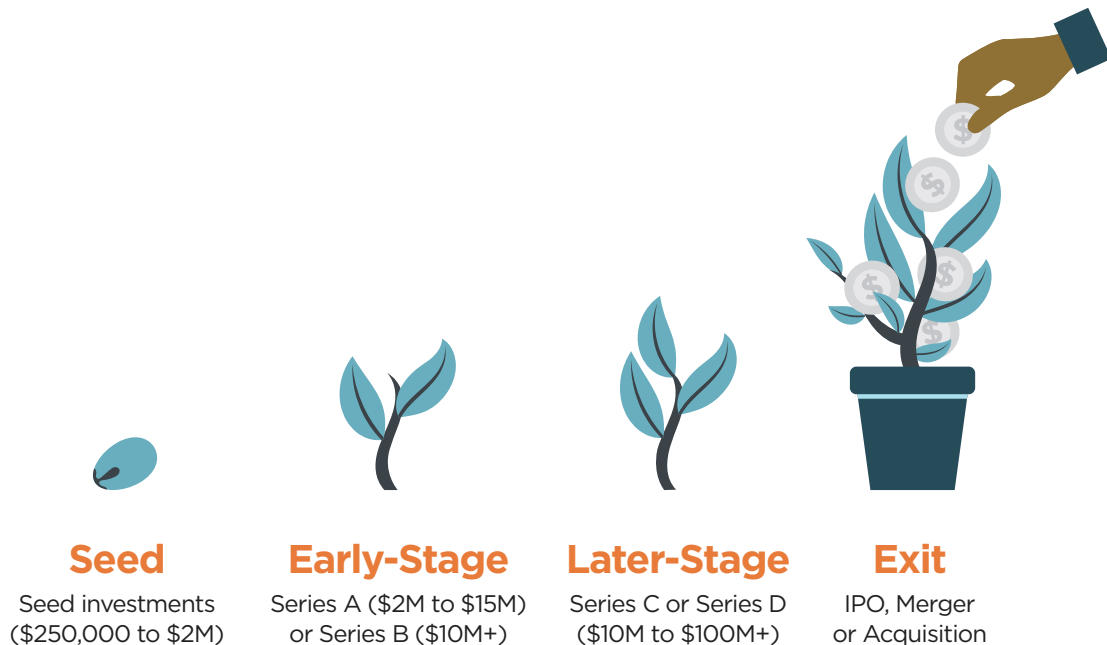 $
$
$
$
$
Seed
Seed investments
($250,000 to $2M)
Early-Stage
Series A ($2M to $15M)
or Series B ($10M+)
Later-Stage
Series C or Series D
($10M to $100M+)
Exit
IPO, Merger
or Acquisition